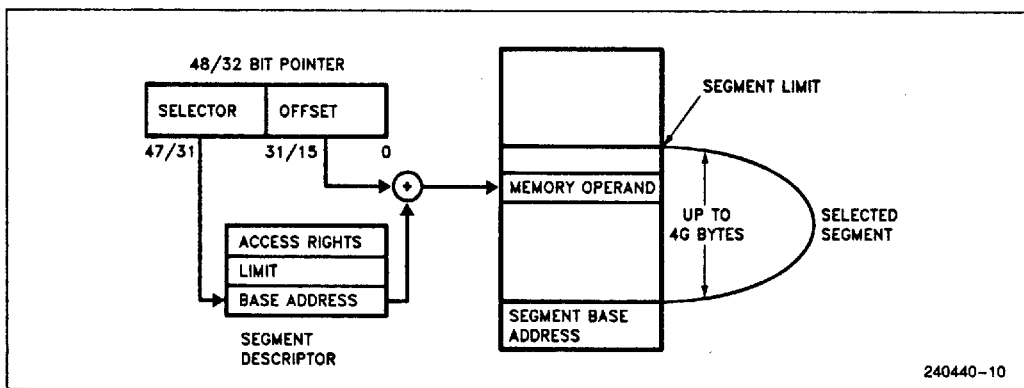 48/32 BIT POINTER
SELECTOR
OFFSET
47/31
31/15
0
ACCESS RIGHTS
LIMIT
BASE ADDRESS
SEGMENT
DESCRIPTOR
MEMORY OPERAND
SEGMENT BASE
ADDRESS
SEGMENT LIMIT
UP TO
4G BYTES
SELECTED
SEGMENT
240440-10